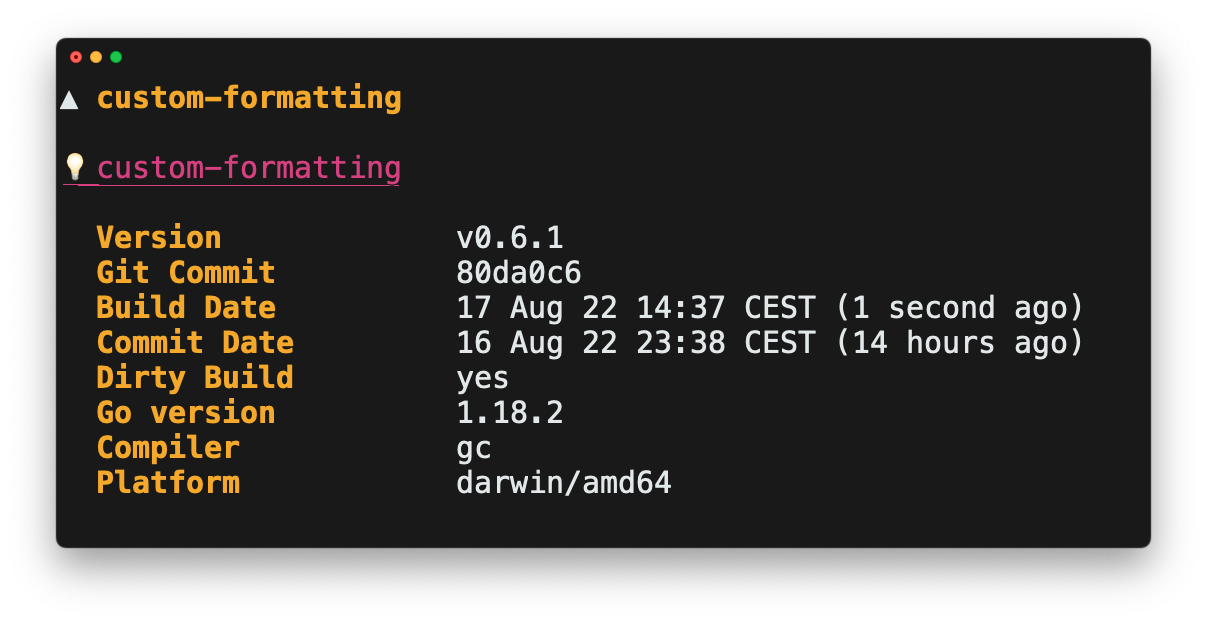 ▲ custom-formatting
💡 custom-formatting
Version v0.6.1
Git Commit 80da0c6
Build Date 17 Aug 22 14:37 CEST (1 second ago)
Commit Date 16 Aug 22 23:38 CEST (14 hours ago)
Dirty Build yes
Go version 1.18.2
Compiler gc
Platform darwin/amd64